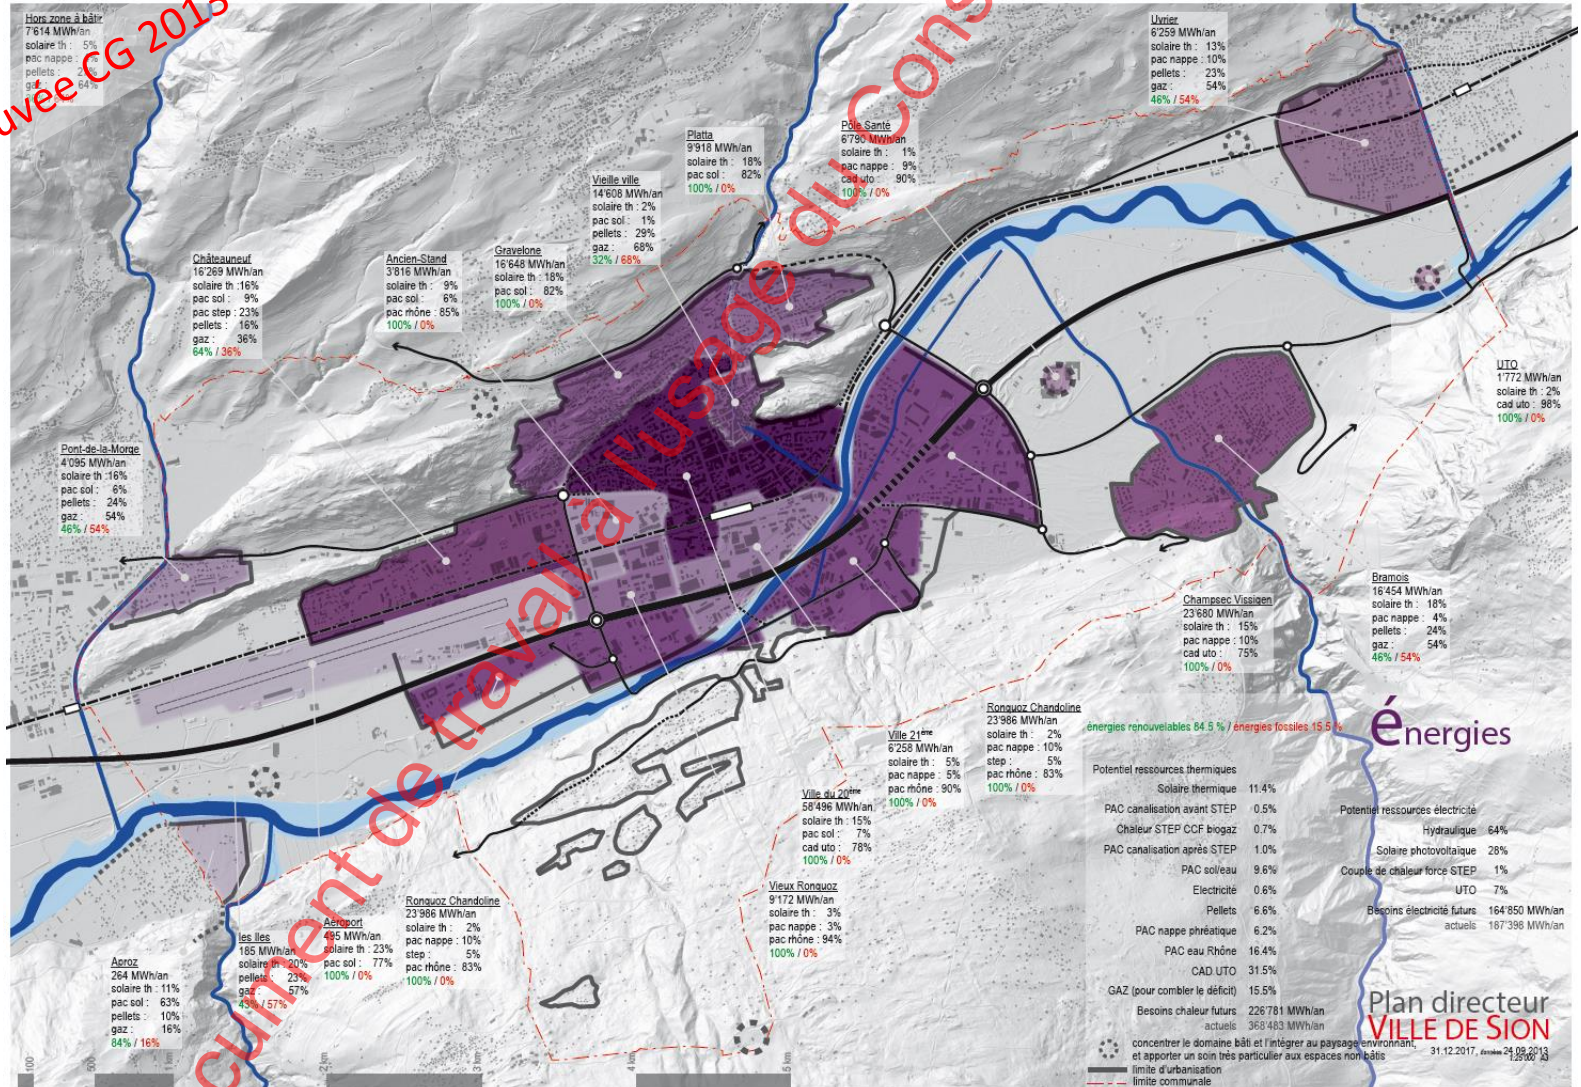 Hors zone à bâtir
7'614 MWh/an
solaire th : 5%
pac nappe :
pellets :
gaz : 64%
uvée CG 2013
document de travail à l'usage du Cons
Uvrier
6'259 MWh/an
solaire th : 13%
pac nappe : 10%
pellets : 23%
gaz : 54%
46% / 54%
Platta
9'918 MWh/an
solaire th : 18%
pac sol : 82%
100% / 0%
Pôle Santé
6'790 MWh/an
solaire th : 1%
pac nappe : 9%
cad uto : 90%
100% / 0%
Vieille ville
14'608 MWh/an
solaire th : 2%
pac sol : 1%
pellets : 29%
gaz : 68%
32% / 68%
Gravelone
16'648 MWh/an
solaire th : 18%
pac sol : 82%
100% / 0%
Ancien-Stand
3'816 MWh/an
solaire th : 9%
pac sol : 6%
pac rhône : 85%
100% / 0%
Châteauneuf
16'269 MWh/an
solaire th :16%
pac sol : 9%
pac step : 23%
pellets : 16%
gaz : 36%
64% / 36%
UTO
1'772 MWh/an
solaire th : 2%
cad uto : 98%
100% / 0%
Pont-de-la-Morge
4'095 MWh/an
solaire th :16%
pac sol : 6%
pellets : 24%
gaz : 54%
46% / 54%
Champsec Vissigen
23'680 MWh/an
solaire th : 15%
pac nappe : 10%
cad uto : 75%
100% / 0%
Bramois
16'454 MWh/an
solaire th : 18%
pac nappe : 4%
pellets : 24%
gaz : 54%
46% / 54%
Ronquoz Chandoline
23'986 MWh/an
solaire th : 2%
pac nappe : 10%
step : 5%
pac rhône : 83%
100% / 0%
Ville 21ème
6'258 MWh/an
solaire th : 5%
pac nappe : 5%
pac rhône : 90%
100% / 0%
Ville du 20ème
58'496 MWh/an
solaire th : 15%
pac sol : 7%
cad uto : 78%
100% / 0%
Vieux Ronquoz
9'172 MWh/an
solaire th : 3%
pac nappe : 3%
pac rhône : 94%
100% / 0%
Ronquoz Chandoline
23'986 MWh/an
solaire th : 2%
pac nappe : 10%
step : 5%
pac rhône : 83%
100% / 0%
Aéroport
495 MWh/an
solaire th : 23%
pac sol : 77%
100% / 0%
les Iles
185 MWh/an
solaire th : 20%
pellets : 23%
gaz : 57%
43% / 57%
Aproz
264 MWh/an
solaire th : 11%
pac sol : 63%
pellets : 10%
gaz : 16%
84% / 16%
énergies renouvelables 84.5 % / énergies fossiles 15.5 %
énergies
Potentiel ressources thermiques
Solaire thermique 11.4%
PAC canalisation avant STEP 0.5%
Chaleur STEP CCF biogaz 0.7%
PAC canalisation après STEP 1.0%
PAC sol/eau 9.6%
Electricité 0.6%
Pellets 6.6%
PAC nappe phréatique 6.2%
PAC eau Rhône 16.4%
CAD UTO 31.5%
GAZ (pour combler le déficit) 15.5%
Besoins chaleur futurs 226'781 MWh/an
actuels 368'483 MWh/an
Potentiel ressources électricité
Hydraulique 64%
Solaire photovoltaïque 28%
Couple de chaleur force STEP 1%
UTO 7%
Besoins électricité futurs 164'850 MWh/an
actuels 187'398 MWh/an
Plan directeur
VILLE DE SION
31.12.2017, données 24.09.2013
1:25'000 A3
concentrer le domaine bâti et l'intégrer au paysage environnant,
et apporter un soin très particulier aux espaces non bâtis
limite d'urbanisation
limite communale
100
500
1 km
2 km
3 km
4 km
5 km